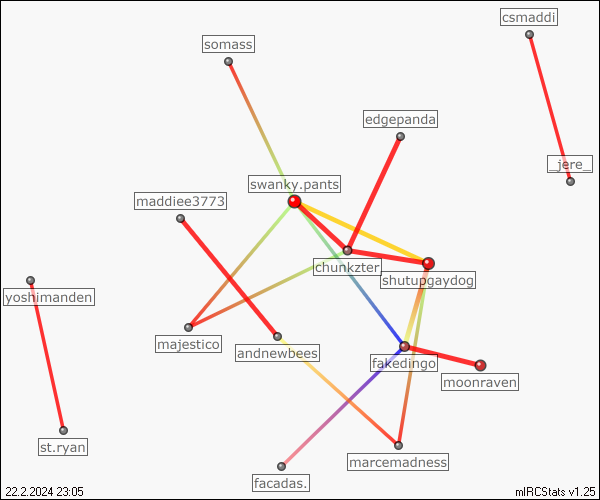 csmaddi
somass
edgepanda
_jere_
swanky.pants
maddiee3773
chunkzter
shutupgaydog
yoshimanden
majestico
andnewbees
fakedingo
moonraven
st.ryan
marcemadness
facadas.
22.2.2024 23:05
mIRCStats v1.25